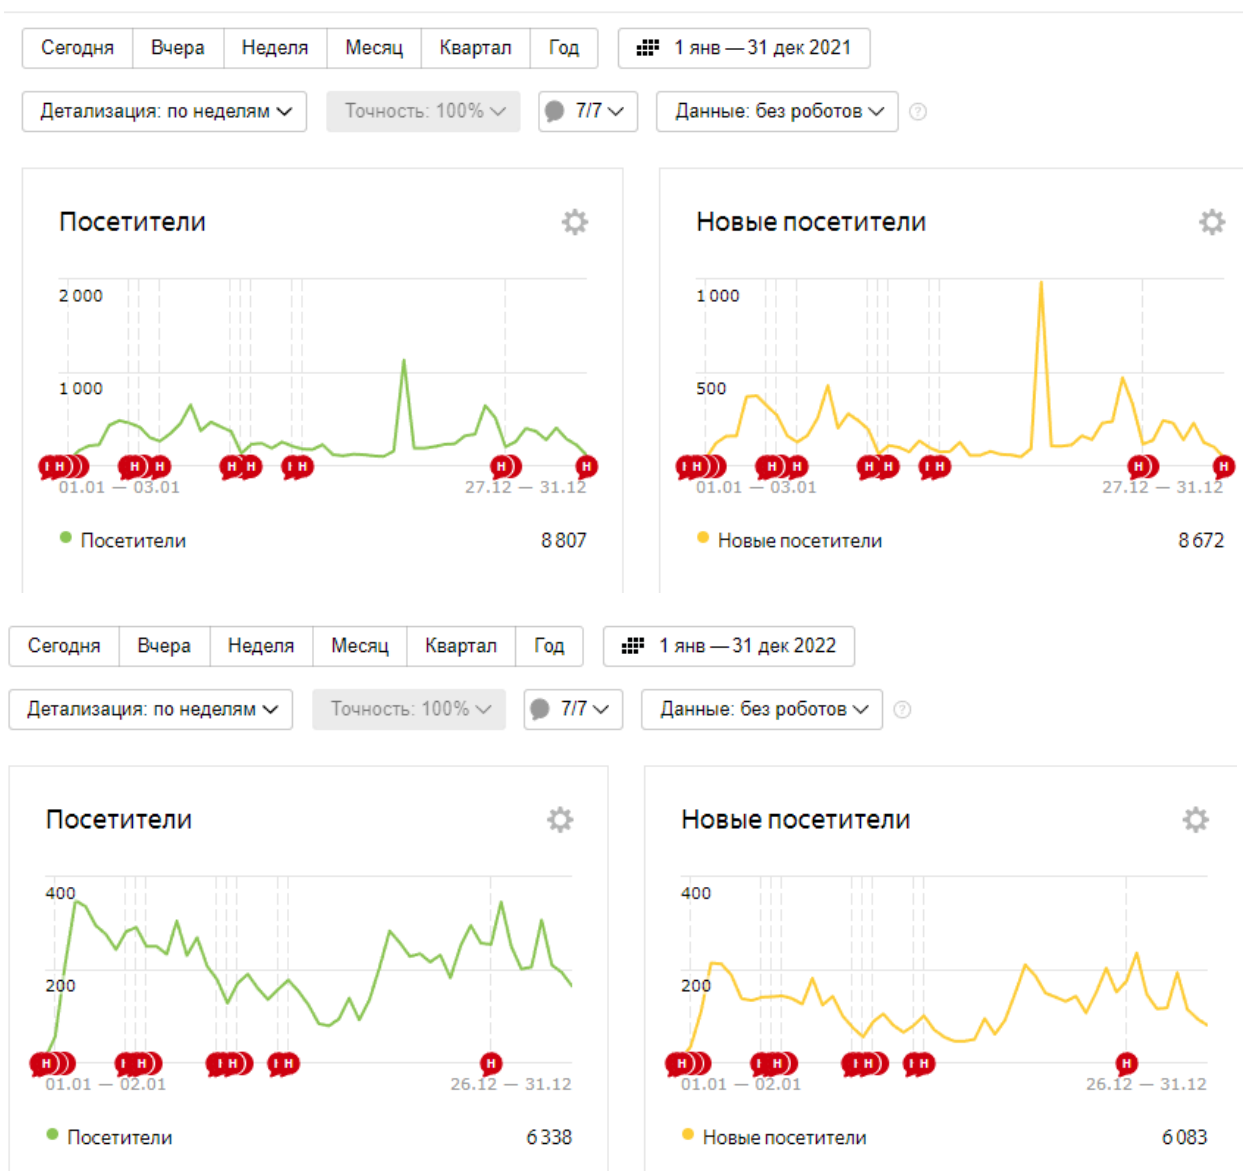 Сегодня Вчера Неделя Месяц Квартал Год 1 янв — 31 дек 2021
Детализация: по неделям Точность: 100% 7/7 Данные: без роботов ?
Посетители
2 000
1 000
I H H H H H I H H H
01.01 — 03.01 27.12 — 31.12
Посетители 8 807
Новые посетители
1 000
500
I H H H H H I H H H
01.01 — 03.01 27.12 — 31.12
Новые посетители 8 672
Сегодня Вчера Неделя Месяц Квартал Год 1 янв — 31 дек 2022
Детализация: по неделям Точность: 100% 7/7 Данные: без роботов ?
Посетители
400
200
H I H I H I H H
01.01 — 02.01 26.12 — 31.12
Посетители 6 338
Новые посетители
400
200
H I H I H I H H
01.01 — 02.01 26.12 — 31.12
Новые посетители 6 083